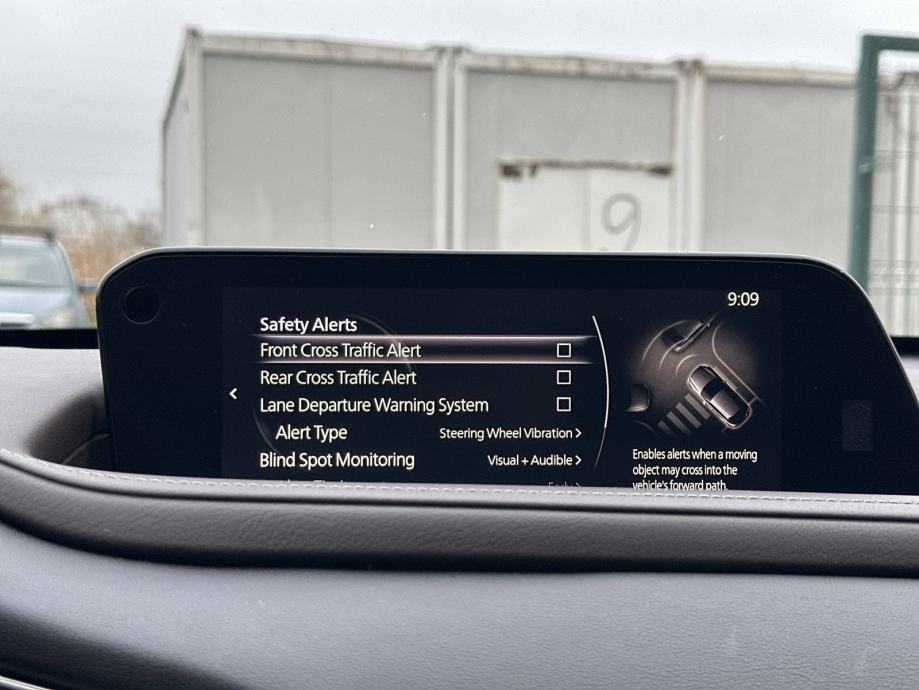 9
9:09
Safety Alerts
Front Cross Traffic Alert
Rear Cross Traffic Alert
Lane Departure Warning System
Alert Type Steering Wheel Vibration >
Blind Spot Monitoring Visual + Audible >
Enables alerts when a moving
object may cross into the
vehicle's forward path.